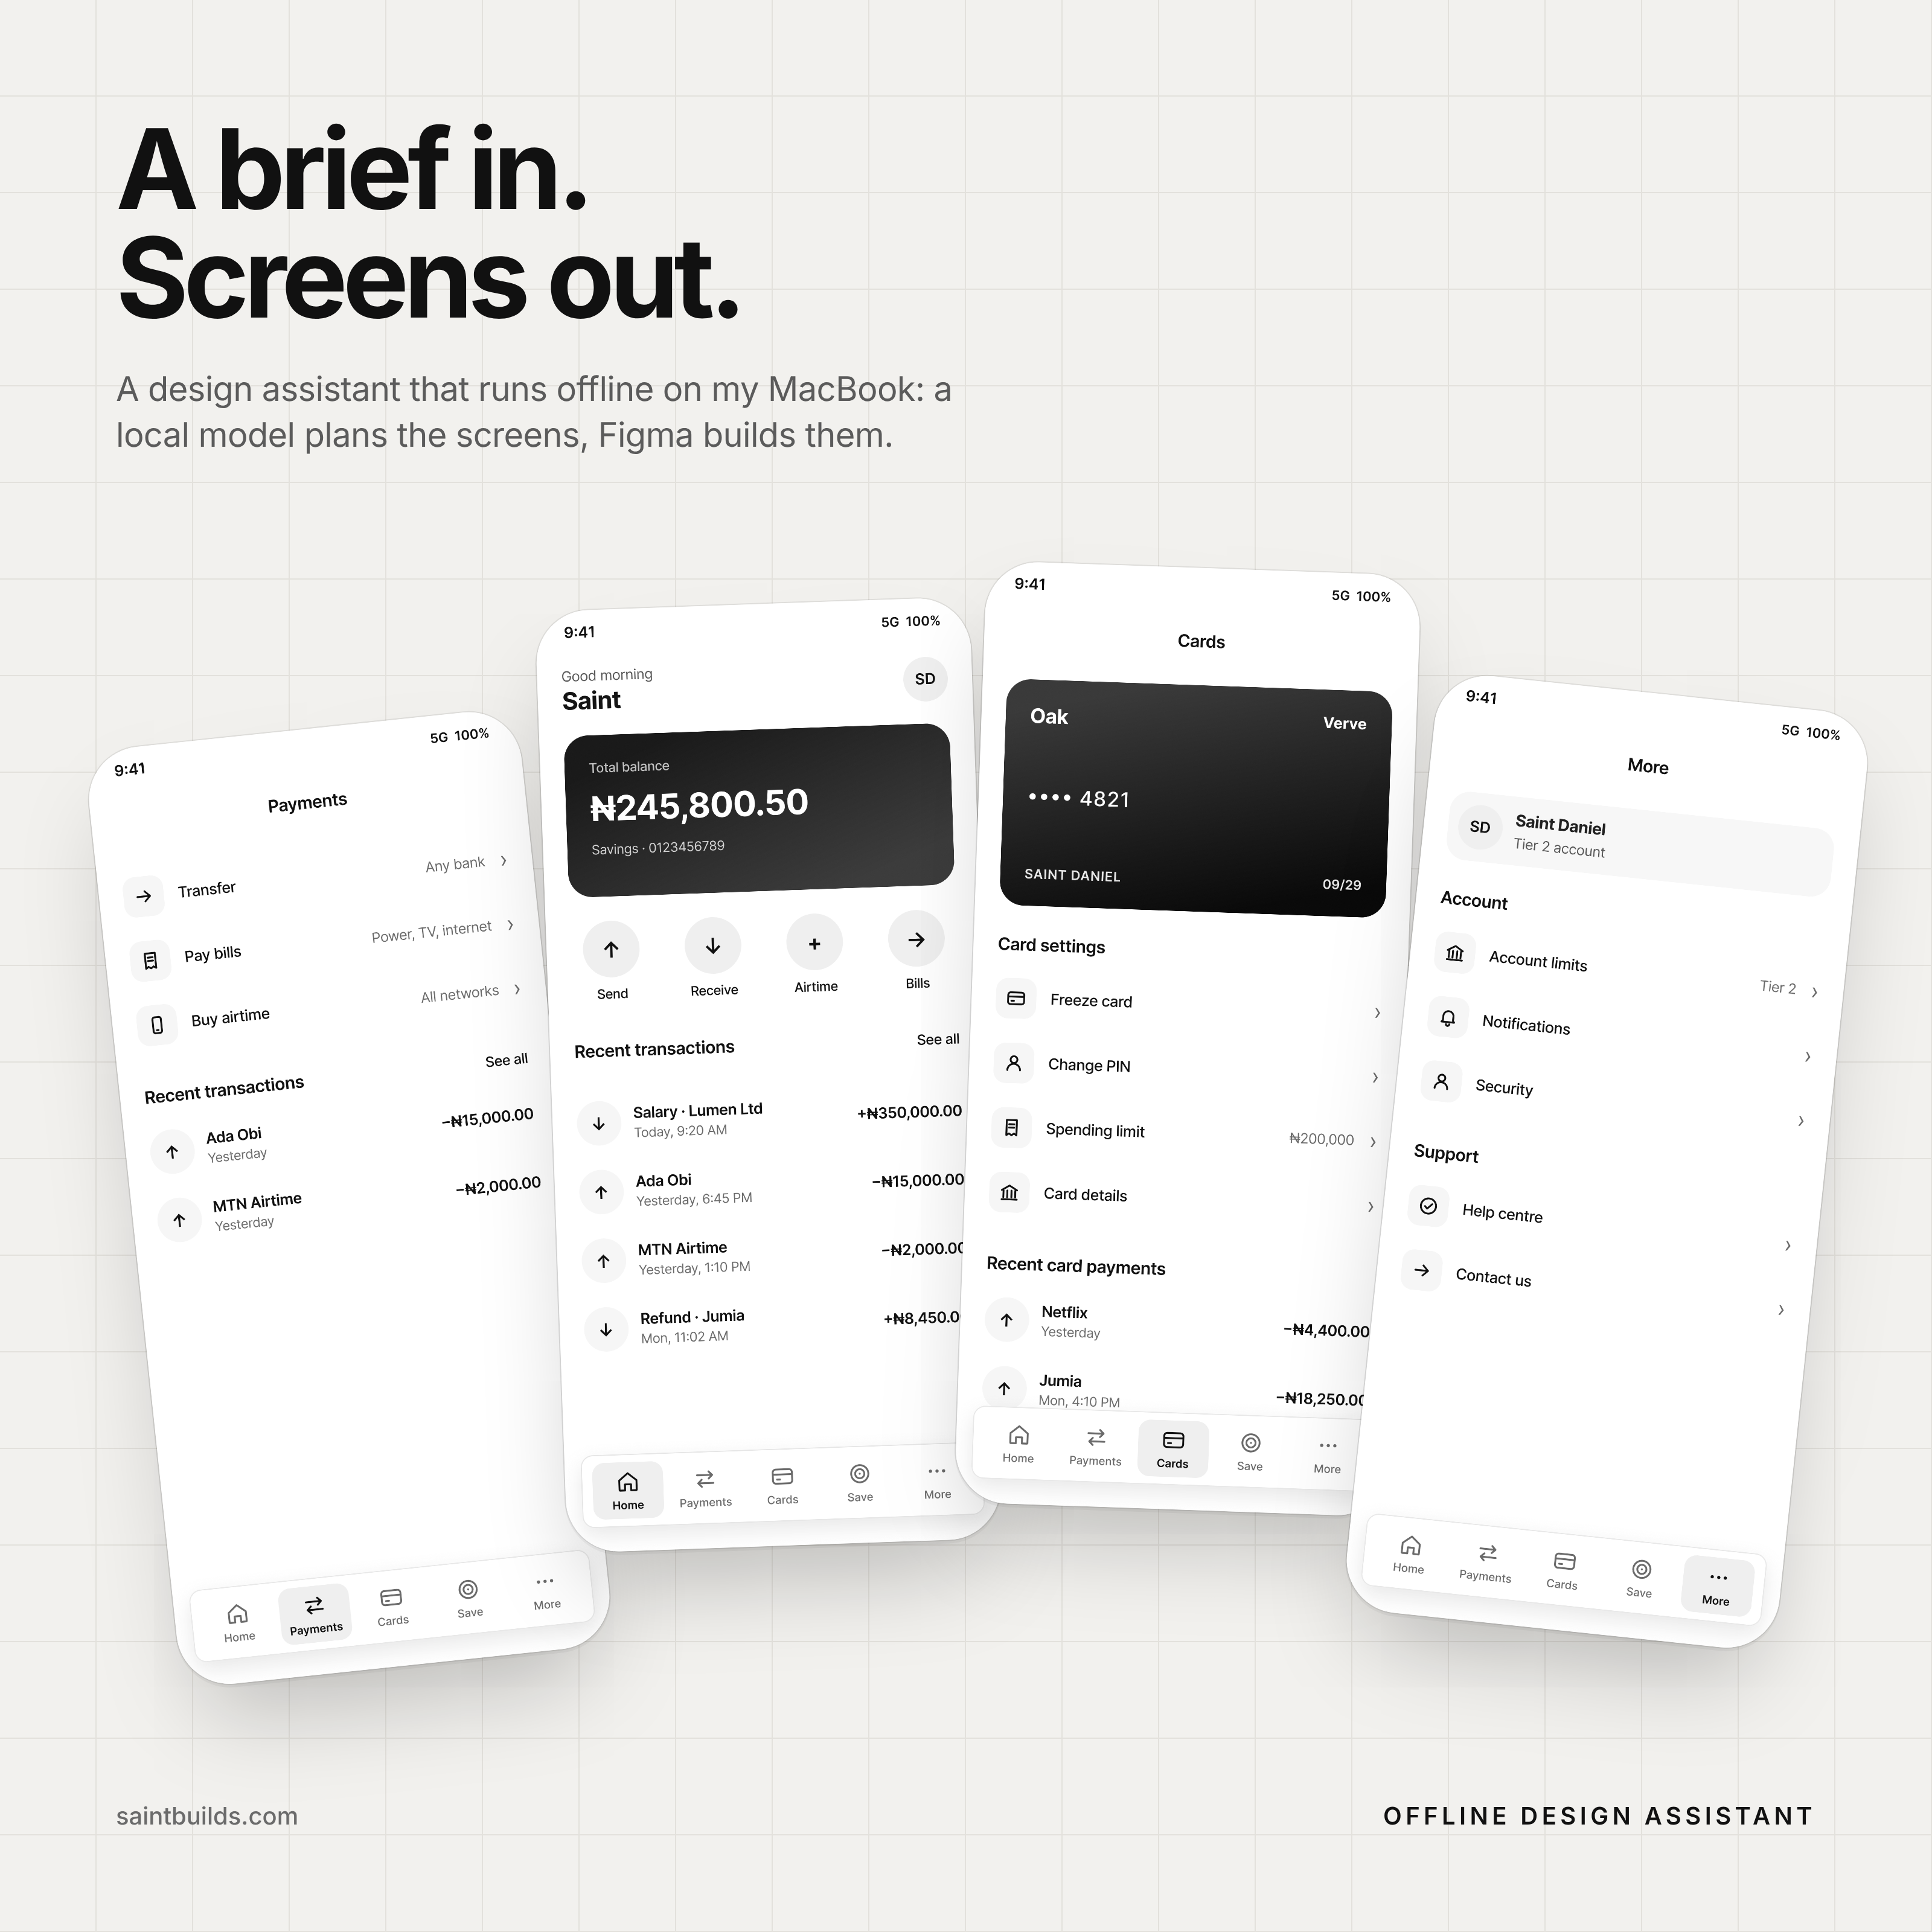 A brief in.
Screens out.
A design assistant that runs offline on my MacBook: a
local model plans the screens, Figma builds them.
9:41
5G 100%
Payments
Transfer
Any bank ›
Pay bills
Power, TV, internet ›
Buy airtime
All networks ›
Recent transactions
See all
Ada Obi
Yesterday
−₦15,000.00
MTN Airtime
Yesterday
−₦2,000.00
Home
Payments
Cards
Save
More
9:41
5G 100%
Good morning
Saint
SD
Total balance
₦245,800.50
Savings · 0123456789
Send
Receive
Airtime
Bills
Recent transactions
See all
Salary · Lumen Ltd
Today, 9:20 AM
+₦350,000.00
Ada Obi
Yesterday, 6:45 PM
−₦15,000.00
MTN Airtime
Yesterday, 1:10 PM
−₦2,000.00
Refund · Jumia
Mon, 11:02 AM
+₦8,450.0
Home
Payments
Cards
Save
More
9:41
5G 100%
Cards
Oak
Verve
•••• 4821
SAINT DANIEL
09/29
Card settings
Freeze card ›
Change PIN ›
Spending limit
₦200,000 ›
Card details ›
Recent card payments
Netflix
Yesterday
−₦4,400.00
Jumia
Mon, 4:10 PM
−₦18,250.00
Home
Payments
Cards
Save
More
9:41
5G 100%
More
SD
Saint Daniel
Tier 2 account
Account
Account limits
Tier 2 ›
Notifications ›
Security ›
Support
Help centre ›
Contact us ›
Home
Payments
Cards
Save
More
saintbuilds.com
OFFLINE DESIGN ASSISTANT